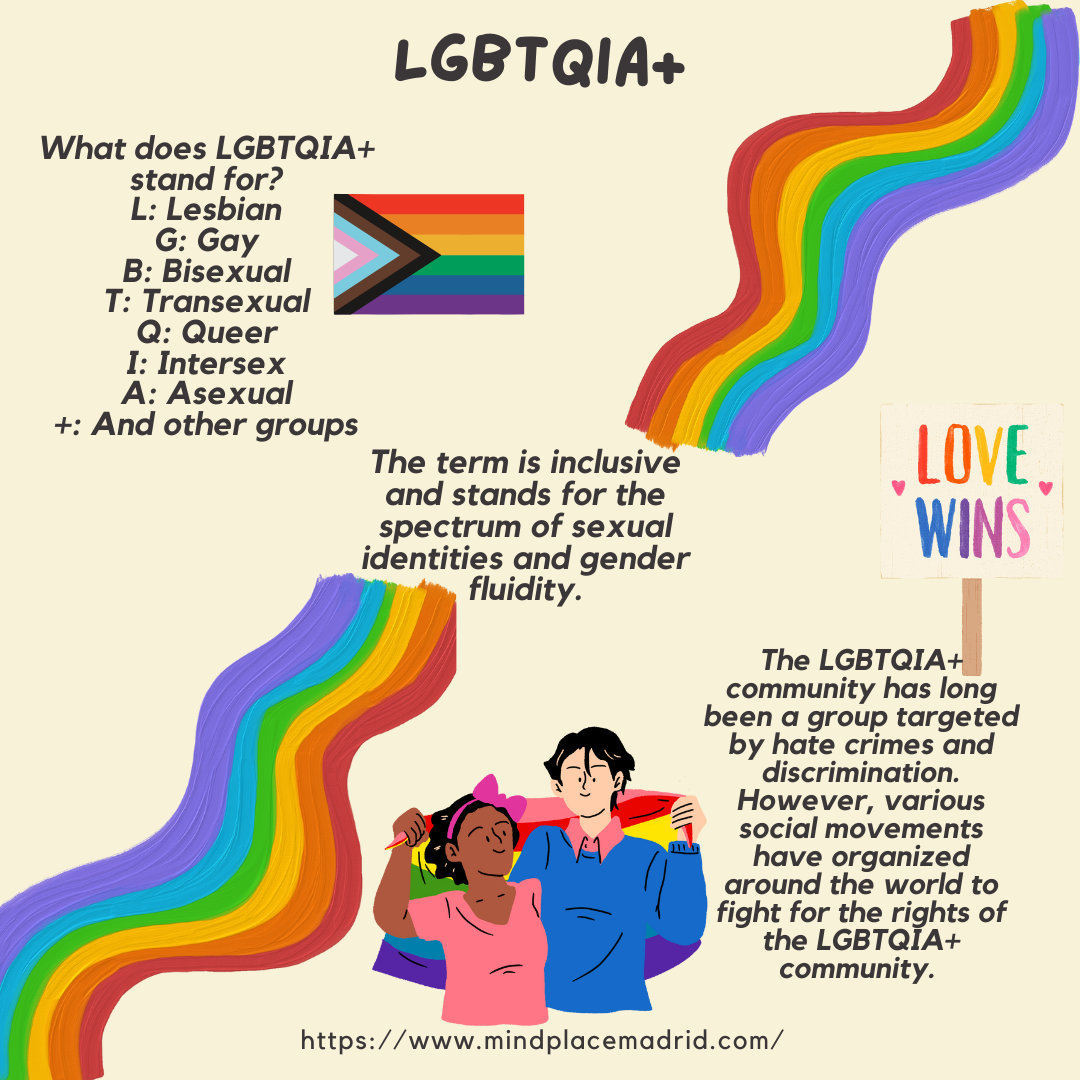 LGBTQIA+
What does LGBTQIA+
stand for?
L: Lesbian
G: Gay
B: Bisexual
T: Transexual
Q: Queer
I: Intersex
A: Asexual
+: And other groups
The term is inclusive
and stands for the
spectrum of sexual
identities and gender
fluidity.
LOVE
WINS
The LGBTQIA+
community has long
been a group targeted
by hate crimes and
discrimination.
However, various
social movements
have organized
around the world to
fight for the rights of
the LGBTQIA+
community.
https://www.mindplacemadrid.com/